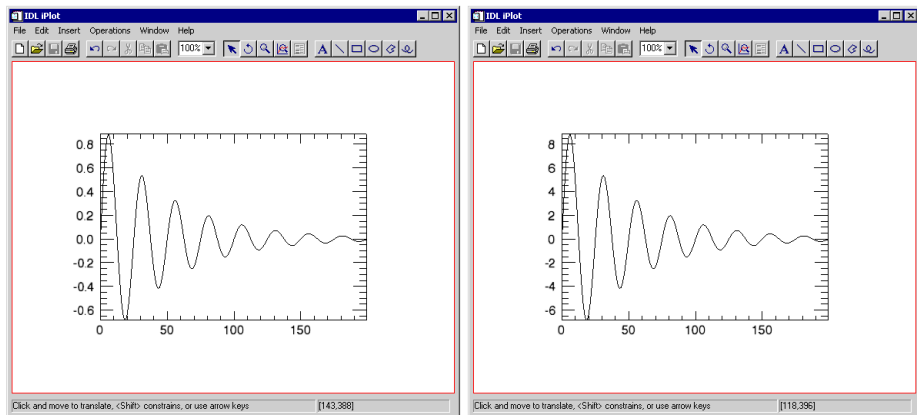 IDL iPlot
File Edit Insert Operations Window Help
100%
A
0.8
0.6
0.4
0.2
0.0
-0.2
-0.4
-0.6
0 50 100 150
Click and move to translate, <Shift> constrains, or use arrow keys [143,388]
IDL iPlot
File Edit Insert Operations Window Help
100%
A
8
6
4
2
0
-2
-4
-6
0 50 100 150
Click and move to translate, <Shift> constrains, or use arrow keys [118,396]